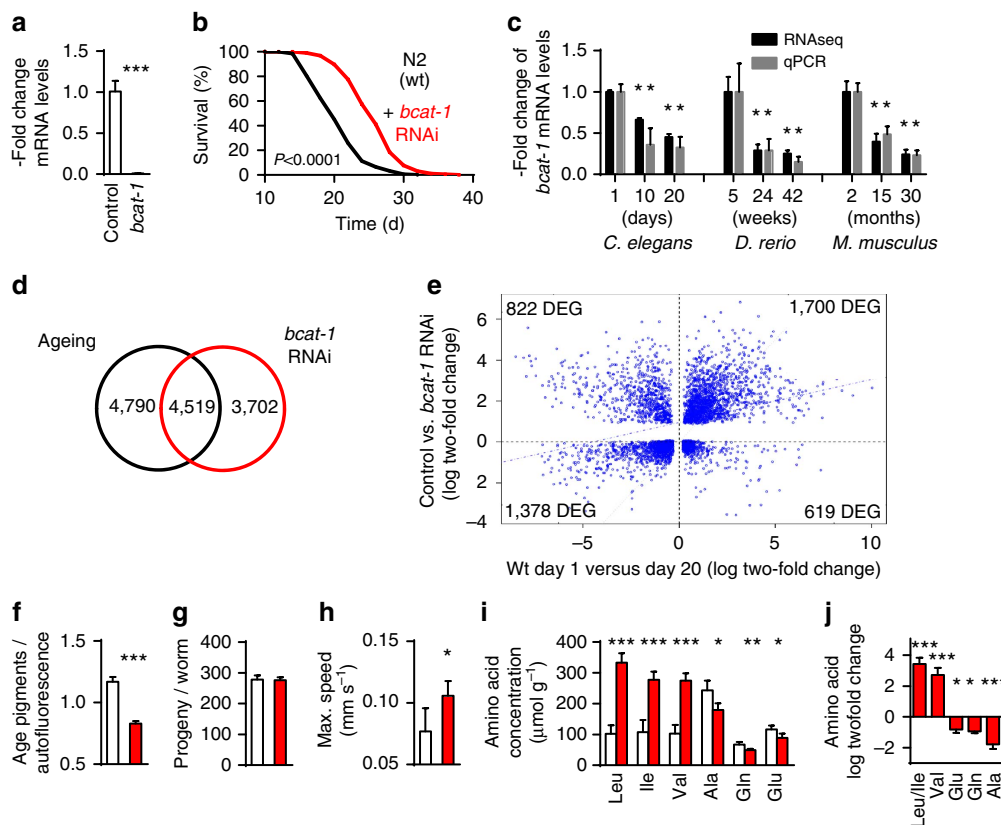 a
-Fold change
mRNA levels
1.5
1.0
0.5
0.0
***
Control
bcat-1
b
Survival (%)
100
80
60
40
20
0
N2
(wt)
+ bcat-1
RNAi
P<0.0001
10 20 30 40
Time (d)
c
-Fold change of
bcat-1 mRNA levels
1.5
1.0
0.5
0.0
RNAseq
qPCR
* * * * * * * * * * * *
1 10 20 5 24 42 2 15 30
(days) (weeks) (months)
C. elegans D. rerio M. musculus
d
Ageing
bcat-1
RNAi
4,790 4,519 3,702
e
Control vs. bcat-1 RNAi
(log two-fold change)
6
4
2
0
2
–4
822 DEG 1,700 DEG
1,378 DEG 619 DEG
–5 0 5 10
Wt day 1 versus day 20 (log two-fold change)
f
Age pigments /
autofluorescence
1.5
1.0
0.5
***
g
Progeny / worm
400
300
200
100
0
h
Max. speed
(mm s⁻¹)
0.15
0.10
0.05
*
i
Amino acid
concentration
(μmol g⁻¹)
400
300
200
100
0
*** *** *** * ** *
Leu Ile Val Ala Gln Glu
j
Amino acid
log twofold change
4
2
0
–2
*** *** * * ***
Leu/Ile Val Glu Gln Ala